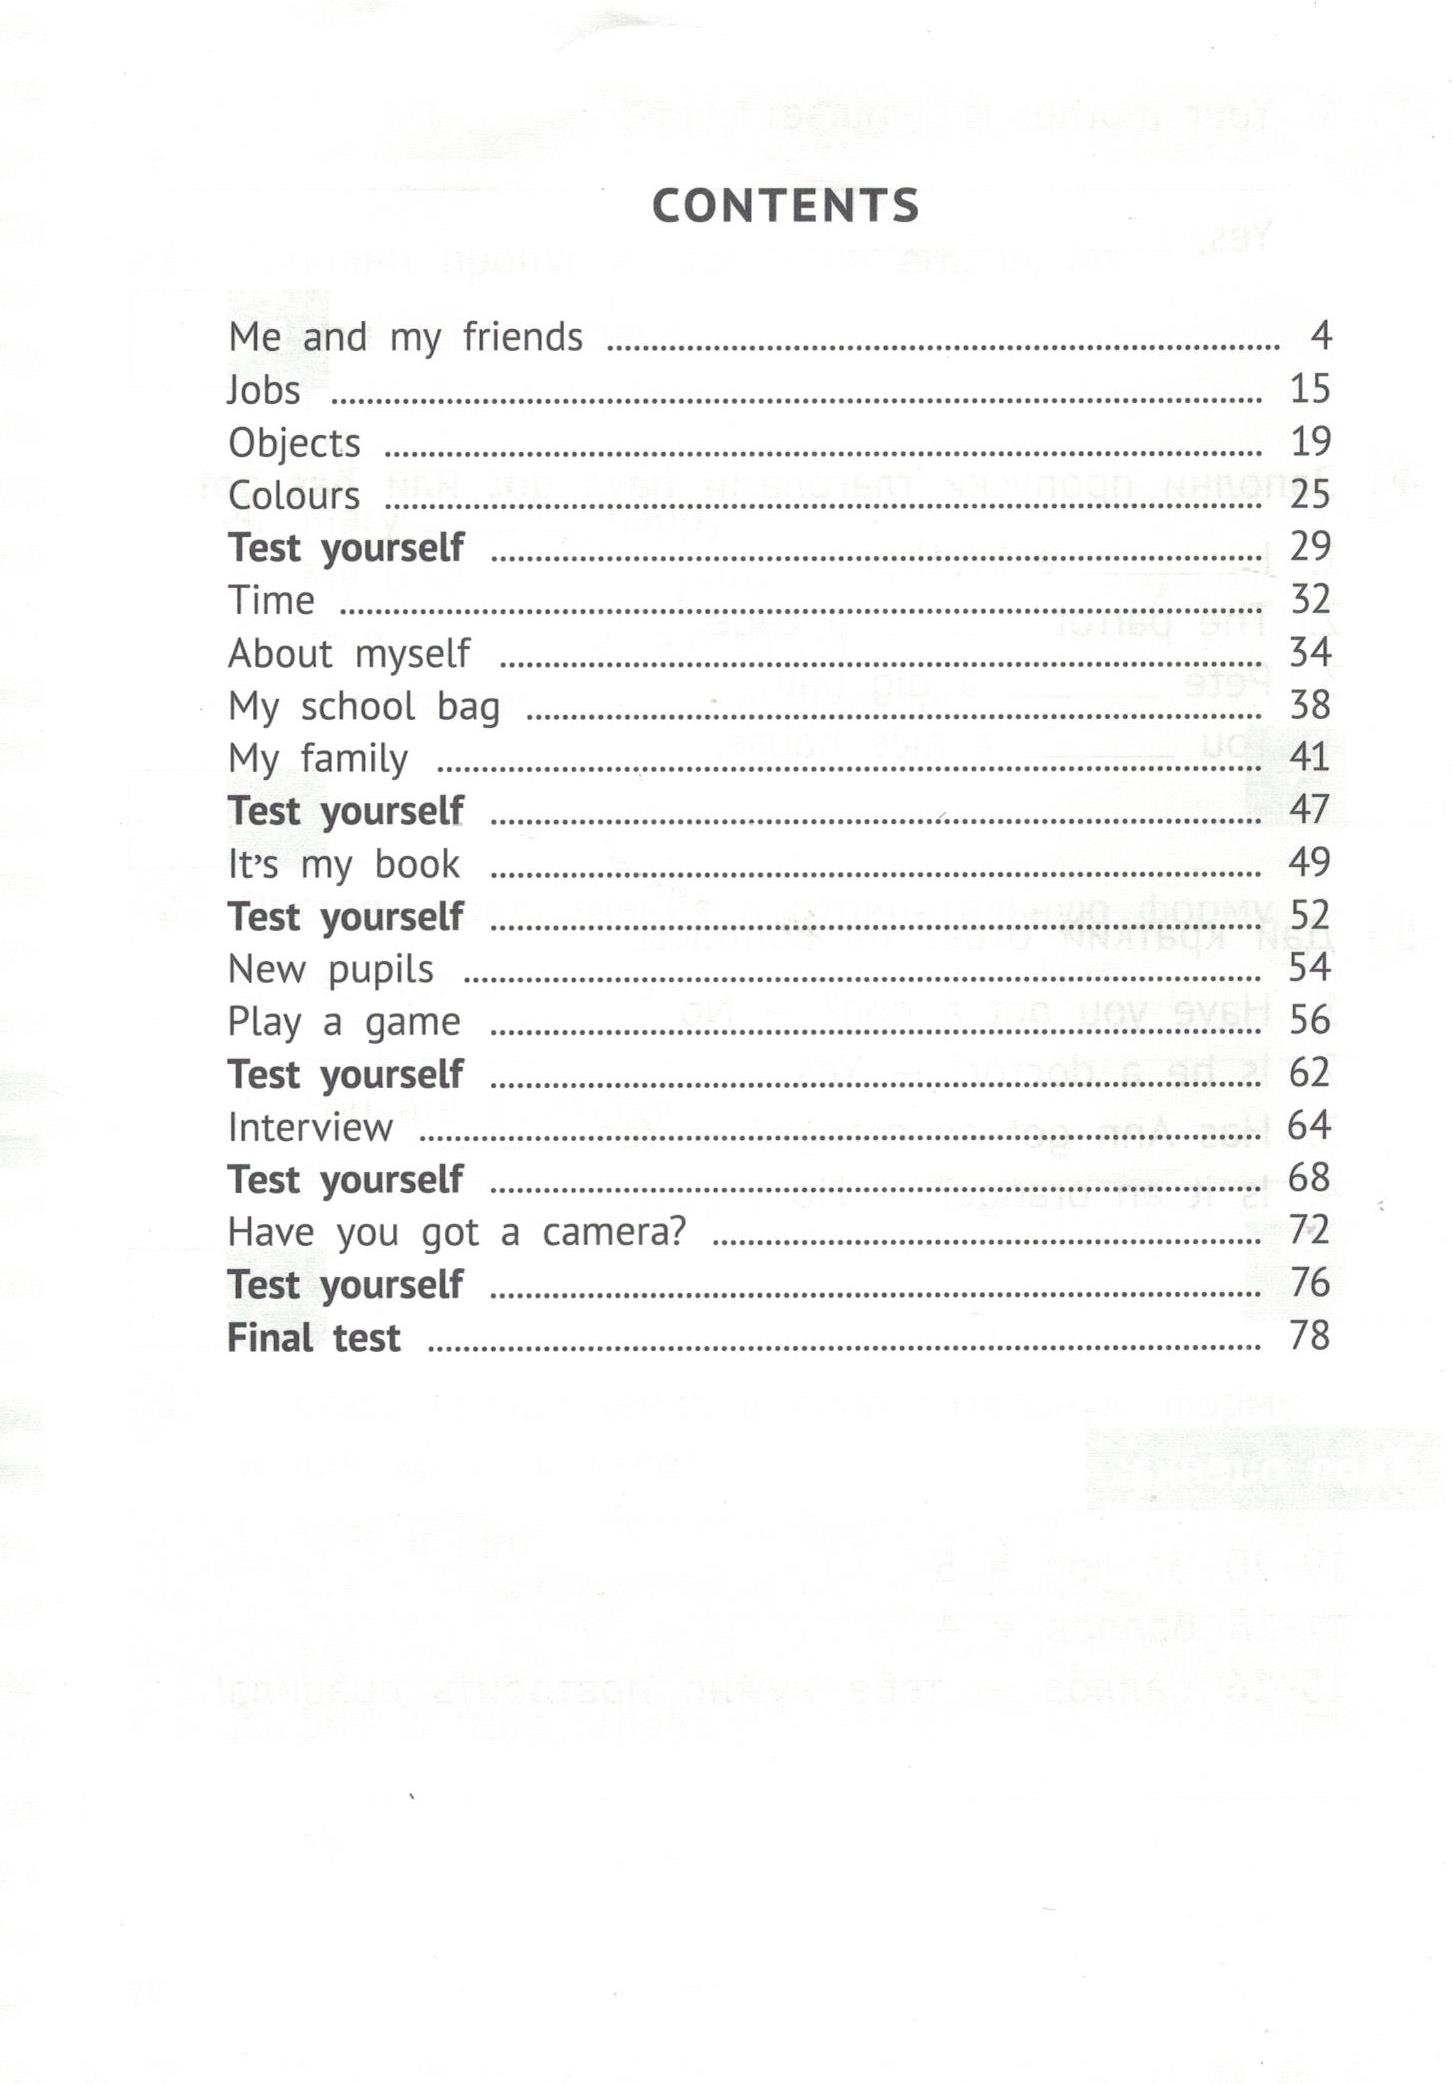 CONTENTS
Me and my friends ........ 4
Jobs ........ 15
Objects ........ 19
Colours ........ 25
Test yourself ........ 29
Time ........ 32
About myself ........ 34
My school bag ........ 38
My family ........ 41
Test yourself ........ 47
It's my book ........ 49
Test yourself ........ 52
New pupils ........ 54
Play a game ........ 56
Test yourself ........ 62
Interview ........ 64
Test yourself ........ 68
Have you got a camera? ........ 72
Test yourself ........ 76
Final test ........ 78